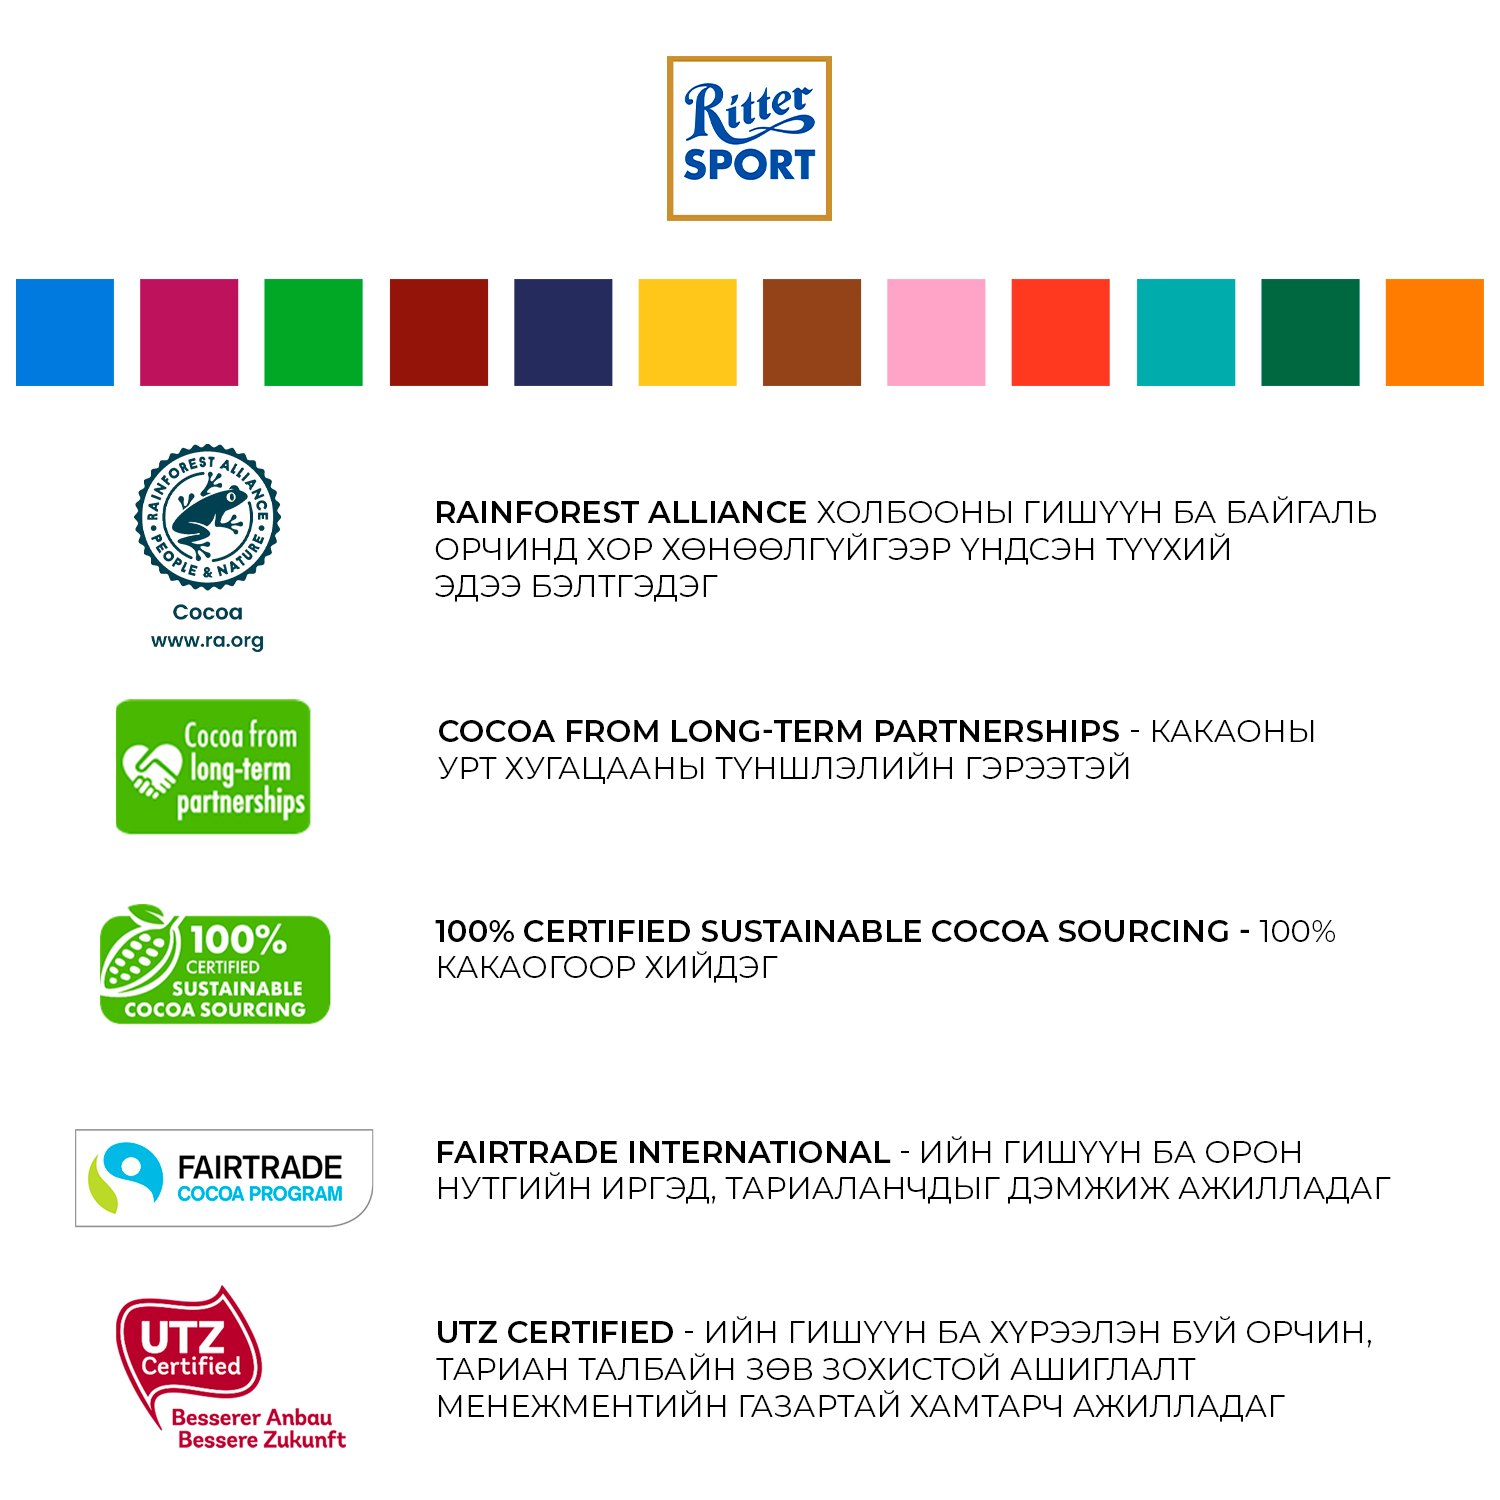 Ritter
SPORT
RAINFOREST ALLIANCE
PEOPLE & NATURE
Cocoa
www.ra.org
RAINFOREST ALLIANCE ХОЛБООНЫ ГИШҮҮН БА БАЙГАЛЬ
ОРЧИНД ХОР ХӨНӨӨЛГҮЙГЭЭР ҮНДСЭН ТҮҮХИЙ
ЭДЭЭ БЭЛТГЭДЭГ
Cocoa from
long-term
partnerships
COCOA FROM LONG-TERM PARTNERSHIPS - КАКАОНЫ
УРТ ХУГАЦААНЫ ТҮНШЛЭЛИЙН ГЭРЭЭТЭЙ
100%
CERTIFIED
SUSTAINABLE
COCOA SOURCING
100% CERTIFIED SUSTAINABLE COCOA SOURCING - 100%
КАКАОГООР ХИЙДЭГ
FAIRTRADE
COCOA PROGRAM
FAIRTRADE INTERNATIONAL - ИЙН ГИШҮҮН БА ОРОН
НУТГИЙН ИРГЭД, ТАРИАЛАНЧДЫГ ДЭМЖИЖ АЖИЛЛАДАГ
UTZ
Certified
Besserer Anbau
Bessere Zukunft
UTZ CERTIFIED - ИЙН ГИШҮҮН БА ХҮРЭЭЛЭН БУЙ ОРЧИН,
ТАРИАН ТАЛБАЙН ЗӨВ ЗОХИСТОЙ АШИГЛАЛТ
МЕНЕЖМЕНТИЙН ГАЗАРТАЙ ХАМТАРЧ АЖИЛЛАДАГ